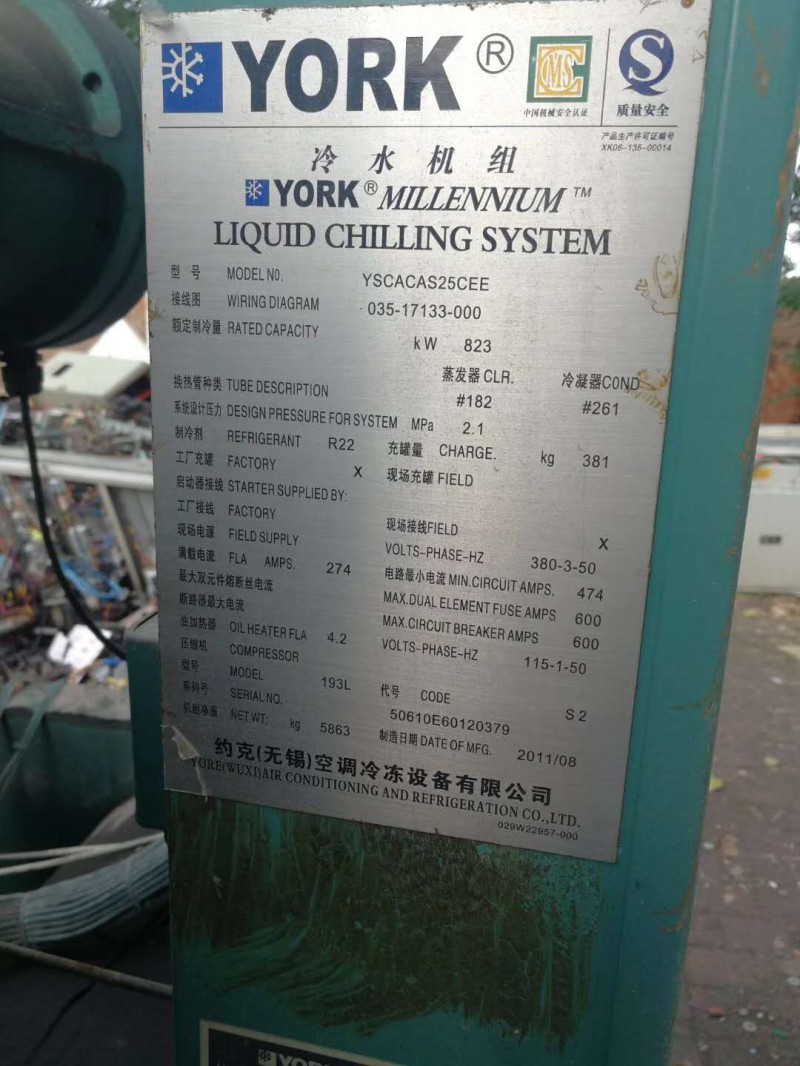 YORK®
CMSC
中国机械安全认证
质量安全
产品生产许可证编号
XK06-135-00014
冷水机组
YORK® MILLENNIUM™
LIQUID CHILLING SYSTEM
型号 MODEL NO. YSCACAS25CEE
接线图 WIRING DIAGRAM 035-17133-000
额定制冷量 RATED CAPACITY kW 823
换热管种类 TUBE DESCRIPTION 蒸发器 CLR. #182 冷凝器 COND #261
系统设计压力 DESIGN PRESSURE FOR SYSTEM MPa 2.1
制冷剂 REFRIGERANT R22 充罐量 CHARGE. kg 381
工厂充罐 FACTORY X 现场充罐 FIELD
启动器接线 STARTER SUPPLIED BY:
工厂接线 FACTORY 现场接线 FIELD X
现场电源 FIELD SUPPLY VOLTS-PHASE-HZ 380-3-50
满载电流 FLA AMPS. 274 电路最小电流 MIN.CIRCUIT AMPS. 474
最大双元件熔断丝电流 MAX.DUAL ELEMENT FUSE AMPS 600
断路器最大电流 MAX.CIRCUIT BREAKER AMPS 600
油加热器 OIL HEATER FLA 4.2 VOLTS-PHASE-HZ 115-1-50
压缩机 COMPRESSOR
型号 MODEL 193L 代号 CODE S2
系列号 SERIAL NO. 50610E60120379
机组净重 NET WT: kg 5863 制造日期 DATE OF MFG. 2011/08
约克(无锡)空调冷冻设备有限公司
YORE(WUXI)AIR CONDITIONING AND REFRIGERATION CO.,LTD.
029W22957-000
YORK